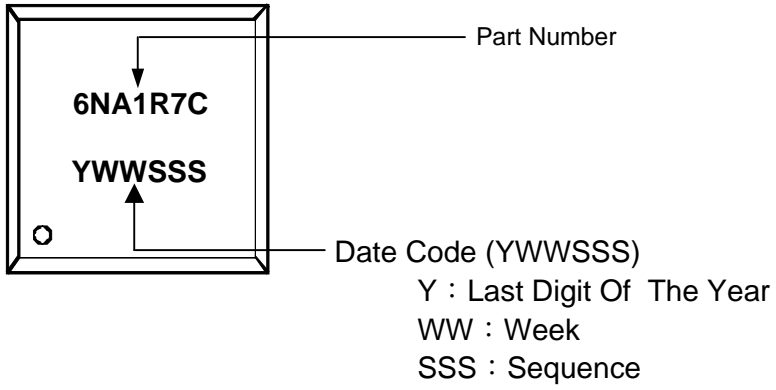 Part Number
6NA1R7C
YWWSSS
Date Code (YWWSSS)
Y：Last Digit Of The Year
WW：Week
SSS：Sequence